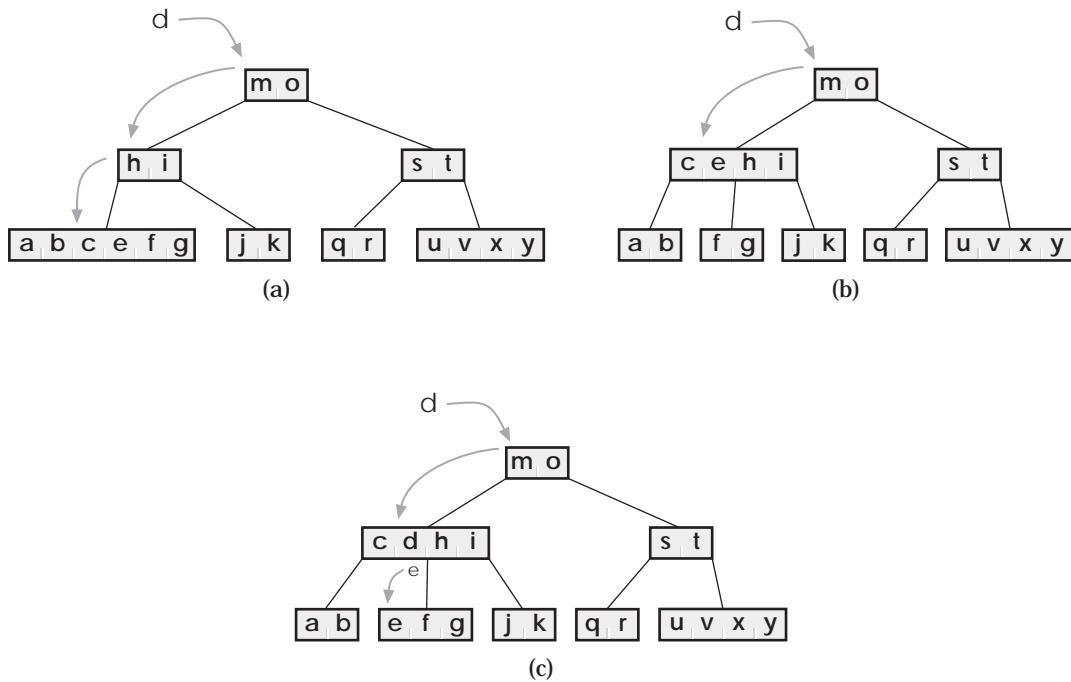 d
m o
h i
s t
a b c e f g
j k
q r
u v x y
(a)
d
m o
c e h i
s t
a b
f g
j k
q r
u v x y
(b)
d
m o
c d h i
s t
e
a b
e f g
j k
q r
u v x y
(c)